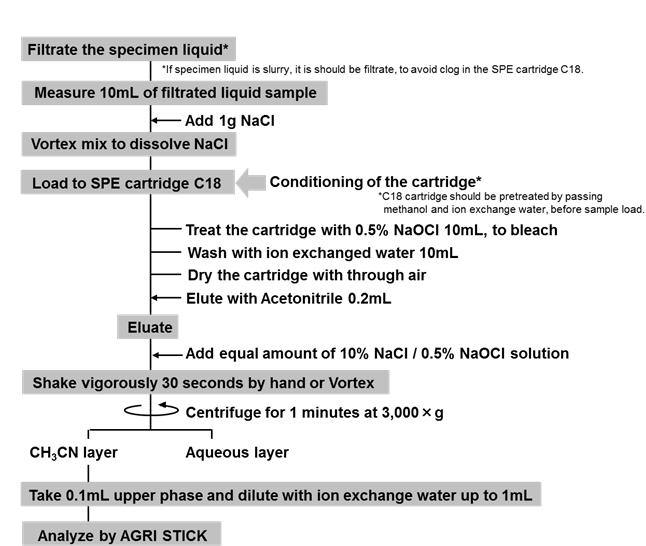 Filtrate the specimen liquid*
*If specimen liquid is slurry, it is should be filtrate, to avoid clog in the SPE cartridge C18.
Measure 10mL of filtrated liquid sample
Add 1g NaCl
Vortex mix to dissolve NaCl
Load to SPE cartridge C18
Conditioning of the cartridge*
*C18 cartridge should be pretreated by passing
methanol and ion exchange water, before sample load.
Treat the cartridge with 0.5% NaOCl 10mL, to bleach
Wash with ion exchanged water 10mL
Dry the cartridge with through air
Elute with Acetonitrile 0.2mL
Eluate
Add equal amount of 10% NaCl / 0.5% NaOCl solution
Shake vigorously 30 seconds by hand or Vortex
Centrifuge for 1 minutes at 3,000 × g
CH₃CN layer
Aqueous layer
Take 0.1mL upper phase and dilute with ion exchange water up to 1mL
Analyze by AGRI STICK